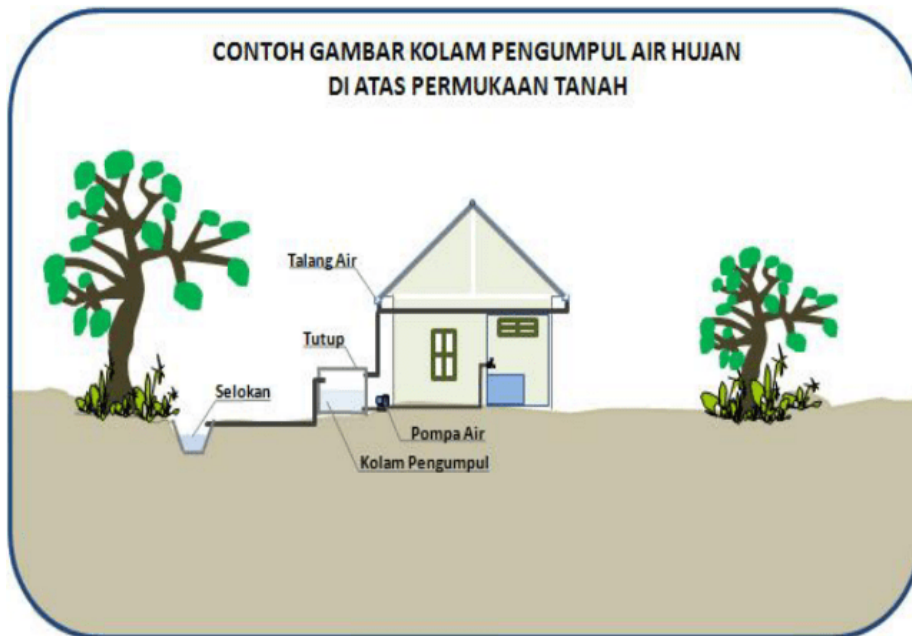 CONTOH GAMBAR KOLAM PENGUMPUL AIR HUJAN
DI ATAS PERMUKAAN TANAH
Talang Air
Tutup
Selokan
Pompa Air
Kolam Pengumpul